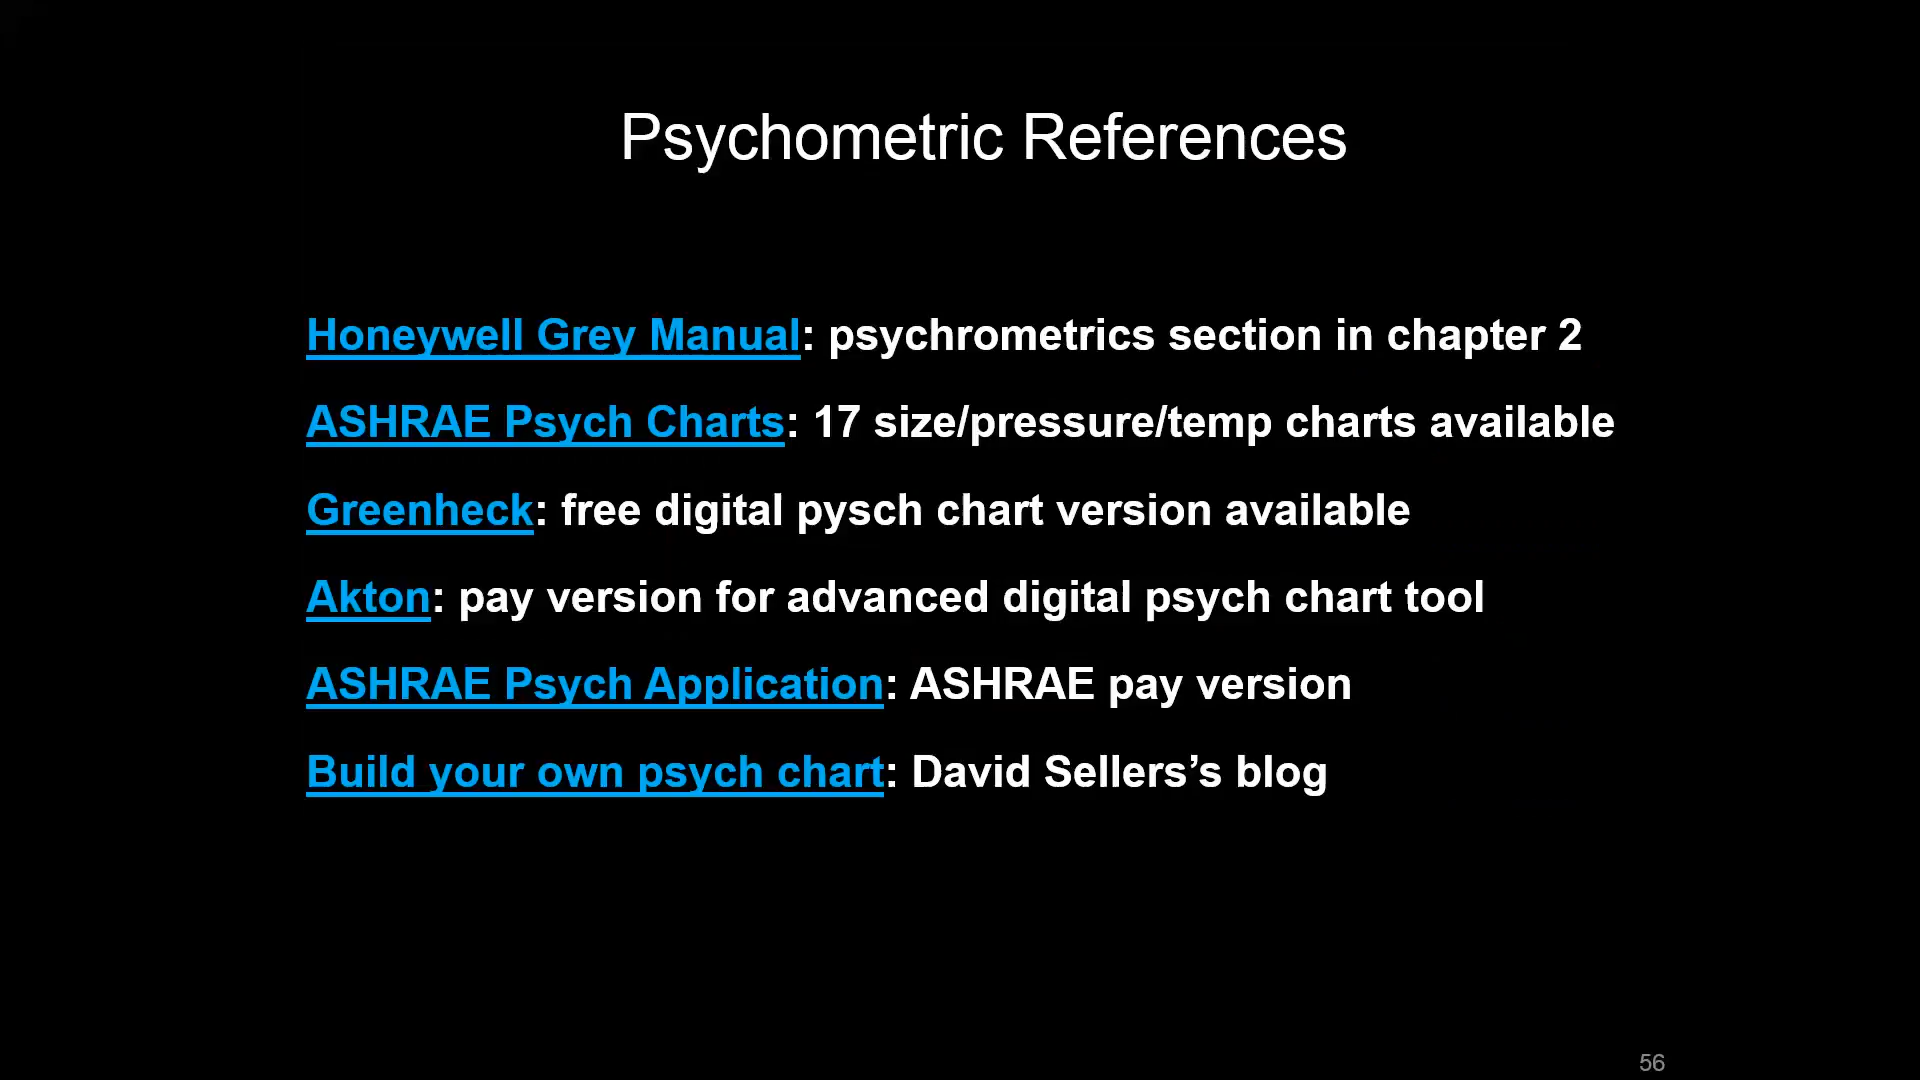 Psychometric References
Honeywell Grey Manual: psychrometrics section in chapter 2
ASHRAE Psych Charts: 17 size/pressure/temp charts available
Greenheck: free digital pysch chart version available
Akton: pay version for advanced digital psych chart tool
ASHRAE Psych Application: ASHRAE pay version
Build your own psych chart: David Sellers’s blog
56